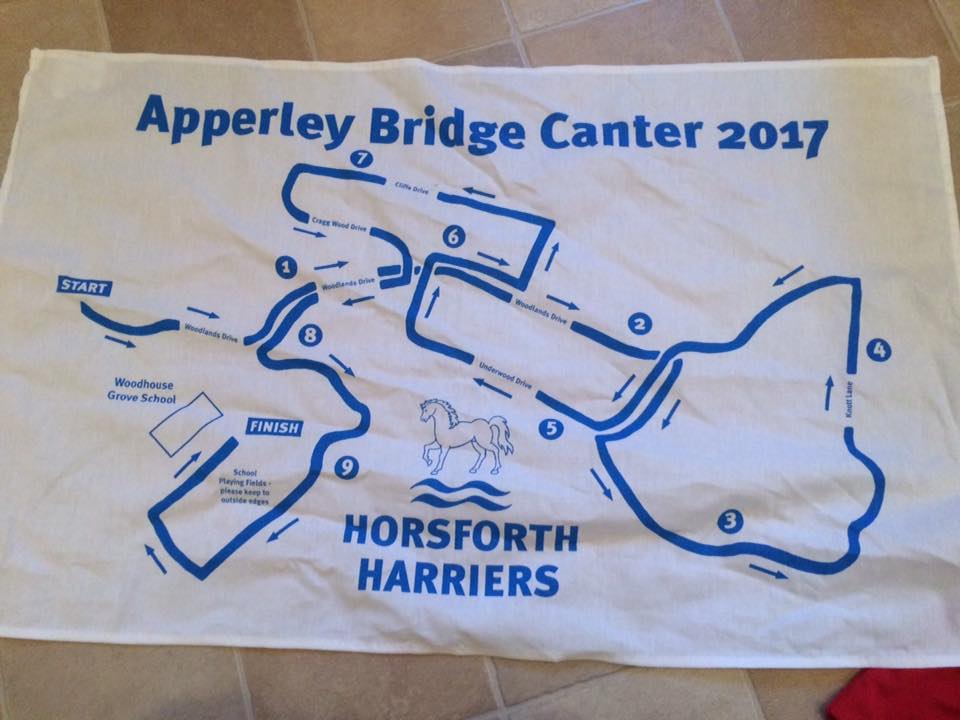 Apperley Bridge Canter 2017
7
Cliffe Drive
Cragg Wood Drive
6
1
Woodlands Drive
START
Woodlands Drive
Woodlands Drive
2
8
4
Underwood Drive
Knott Lane
Woodhouse
Grove School
FINISH
5
9
School
Playing Fields -
please keep to
outside edges
3
HORSFORTH
HARRIERS